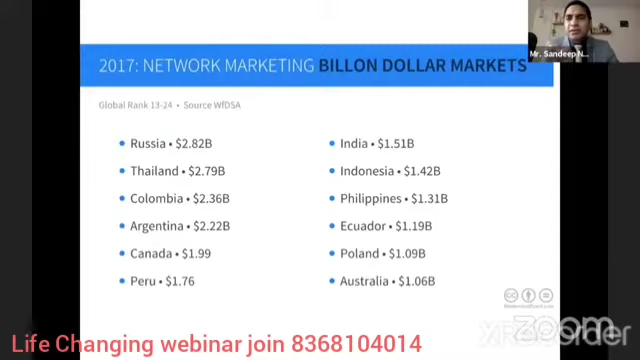 Mr. Sandeep N...
2017: NETWORK MARKETING BILLON DOLLAR MARKETS
Global Rank 13-24 • Source WfDSA
Russia • $2.82B
Thailand • $2.79B
Colombia • $2.36B
Argentina • $2.22B
Canada • $1.99
Peru • $1.76
India • $1.51B
Indonesia • $1.42B
Philippines • $1.31B
Ecuador • $1.19B
Poland • $1.09B
Australia • $1.06B
zoom
Life Changing webinar join 8368104014